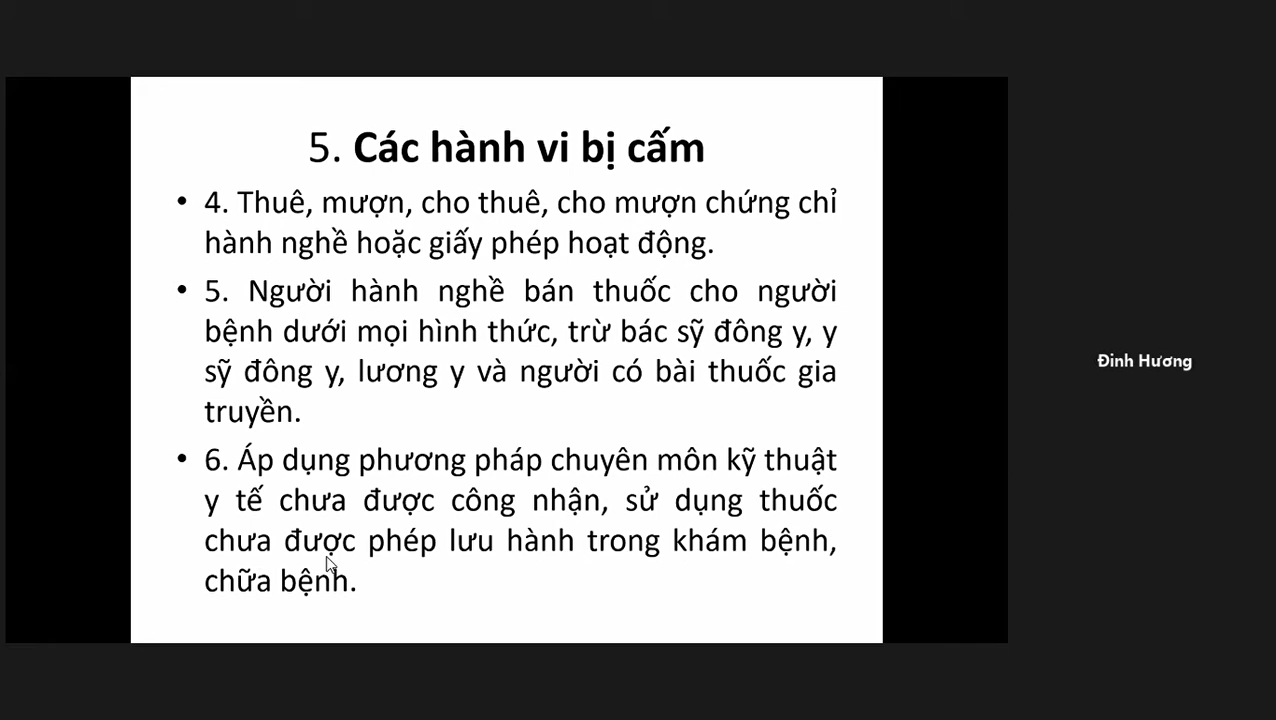 5. Các hành vi bị cấm
• 4. Thuê, mượn, cho thuê, cho mượn chứng chỉ
hành nghề hoặc giấy phép hoạt động.
• 5. Người hành nghề bán thuốc cho người
bệnh dưới mọi hình thức, trừ bác sỹ đông y, y
sỹ đông y, lương y và người có bài thuốc gia
truyền.
• 6. Áp dụng phương pháp chuyên môn kỹ thuật
y tế chưa được công nhận, sử dụng thuốc
chưa được phép lưu hành trong khám bệnh,
chữa bệnh.
Đinh Hương